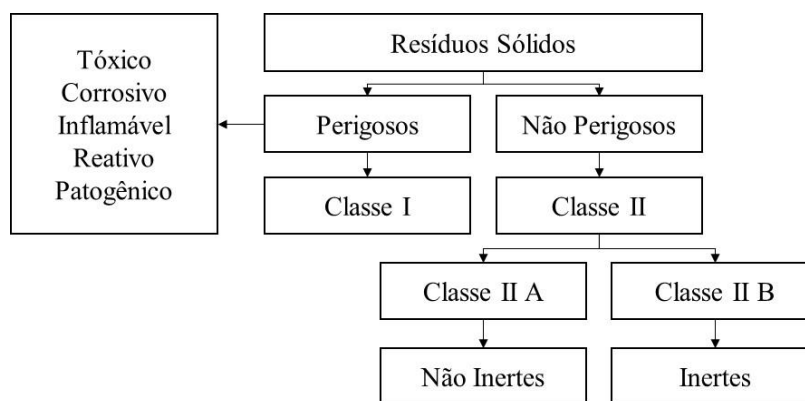 Resíduos Sólidos
Tóxico
Corrosivo
Inflamável
Reativo
Patogênico
Perigosos
Não Perigosos
Classe I
Classe II
Classe II A
Classe II B
Não Inertes
Inertes